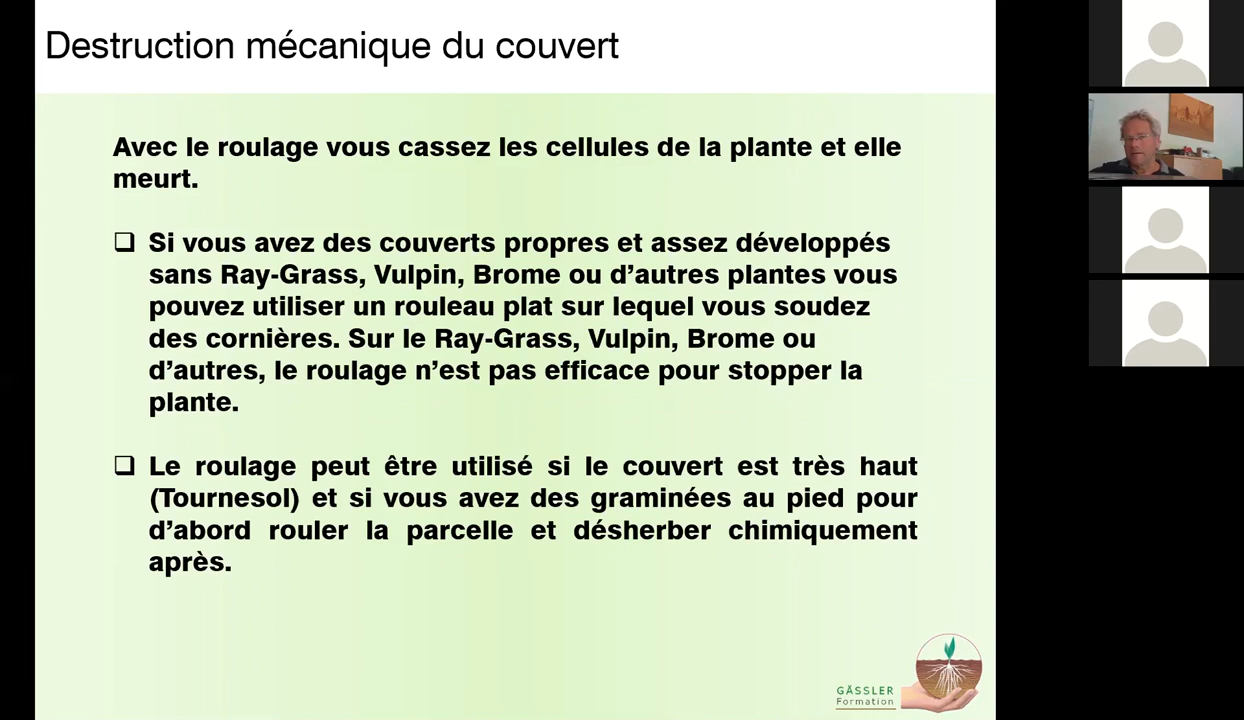 Destruction mécanique du couvert
Avec le roulage vous cassez les cellules de la plante et elle
meurt.
❑ Si vous avez des couverts propres et assez développés
sans Ray-Grass, Vulpin, Brome ou d’autres plantes vous
pouvez utiliser un rouleau plat sur lequel vous soudez
des cornières. Sur le Ray-Grass, Vulpin, Brome ou
d’autres, le roulage n’est pas efficace pour stopper la
plante.
❑ Le roulage peut être utilisé si le couvert est très haut
(Tournesol) et si vous avez des graminées au pied pour
d’abord rouler la parcelle et désherber chimiquement
après.
GÄSSLER
Formation